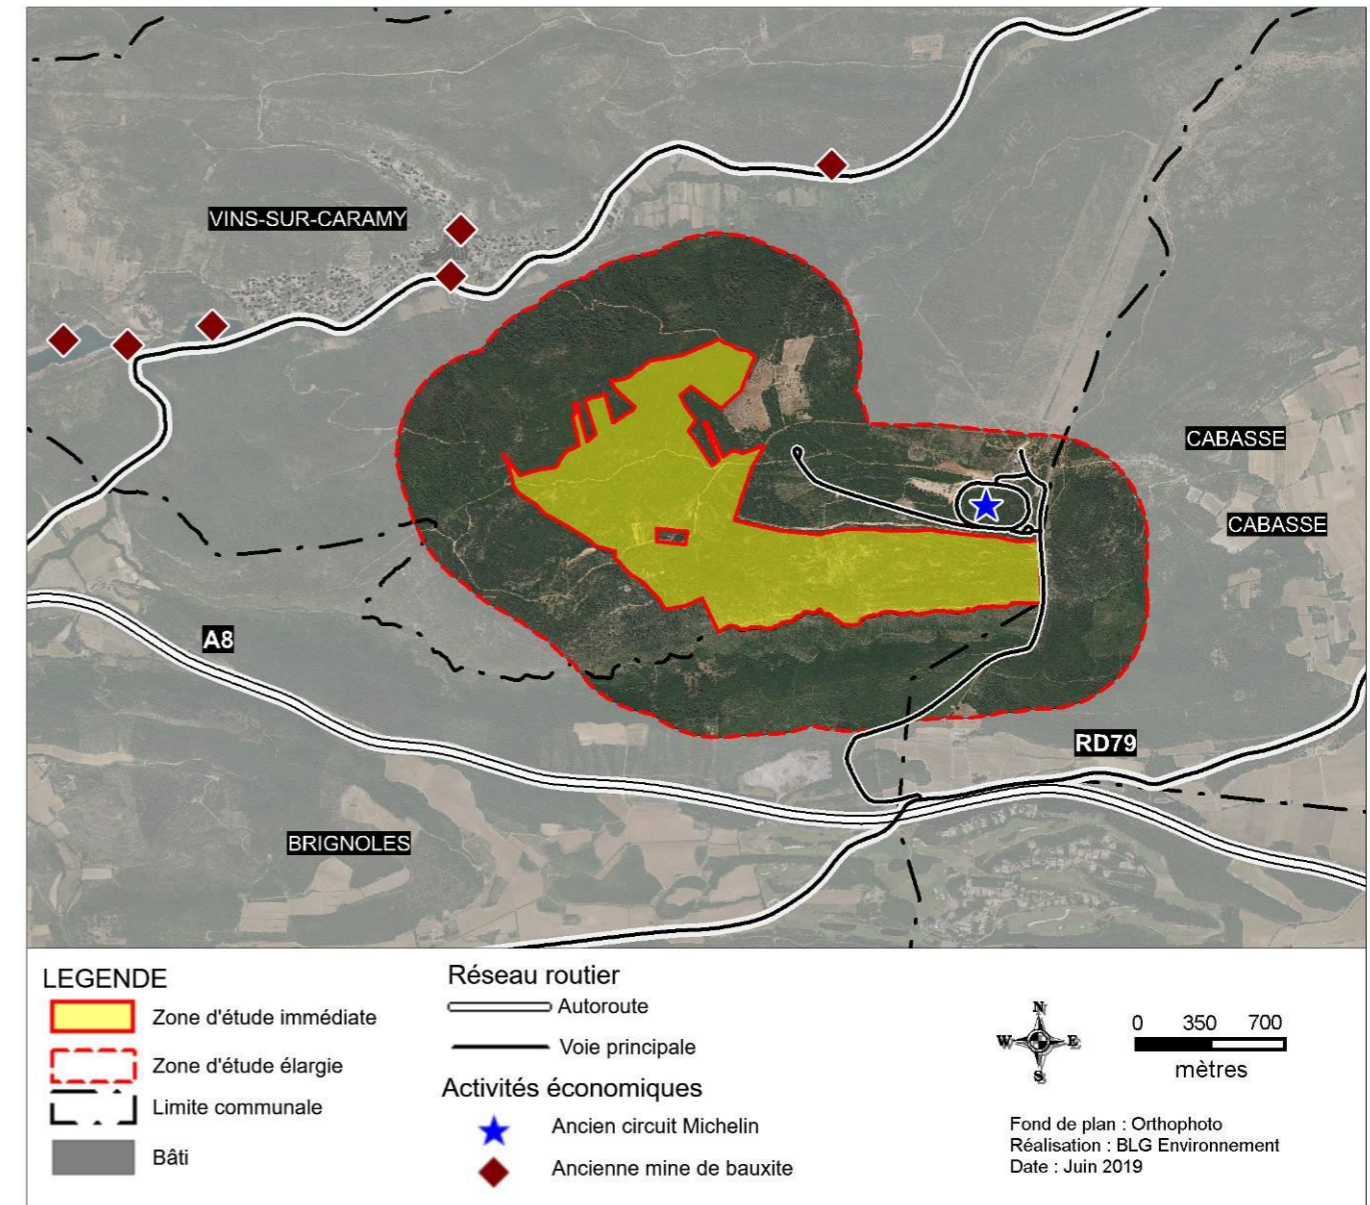 VINS-SUR-CARAMY
CABASSE
CABASSE
A8
RD79
BRIGNOLES
LEGENDE
Zone d'étude immédiate
Zone d'étude élargie
Limite communale
Bâti
Réseau routier
Autoroute
Voie principale
Activités économiques
Ancien circuit Michelin
Ancienne mine de bauxite
N
W E
S
0 350 700
mètres
Fond de plan : Orthophoto
Réalisation : BLG Environnement
Date : Juin 2019